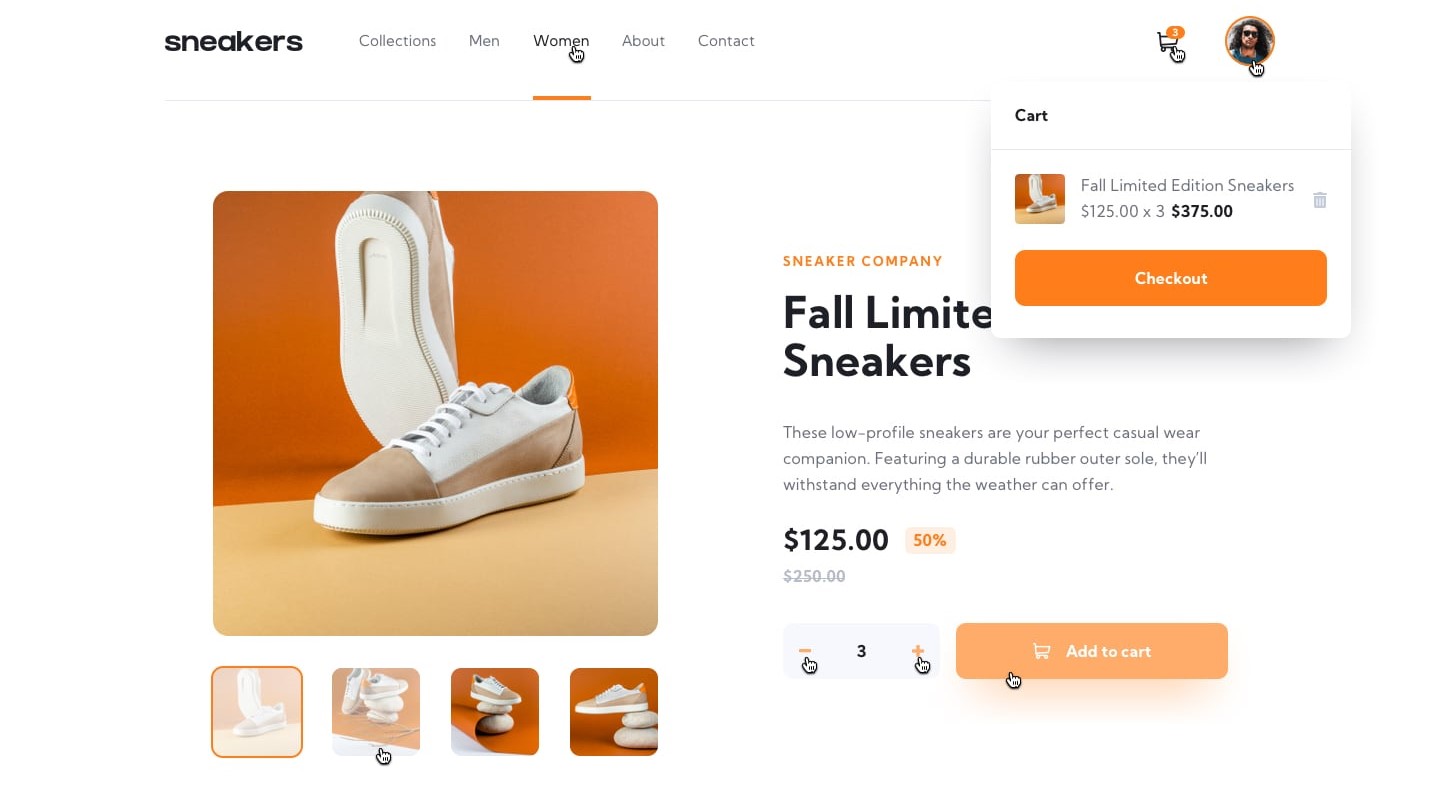 sneakers
Collections
Men
Women
About
Contact
3
Cart
Fall Limited Edition Sneakers
$125.00 x 3 $375.00
Checkout
SNEAKER COMPANY
Fall Limite
Sneakers
These low-profile sneakers are your perfect casual wear
companion. Featuring a durable rubber outer sole, they’ll
withstand everything the weather can offer.
$125.00 50%
$250.00
3
Add to cart